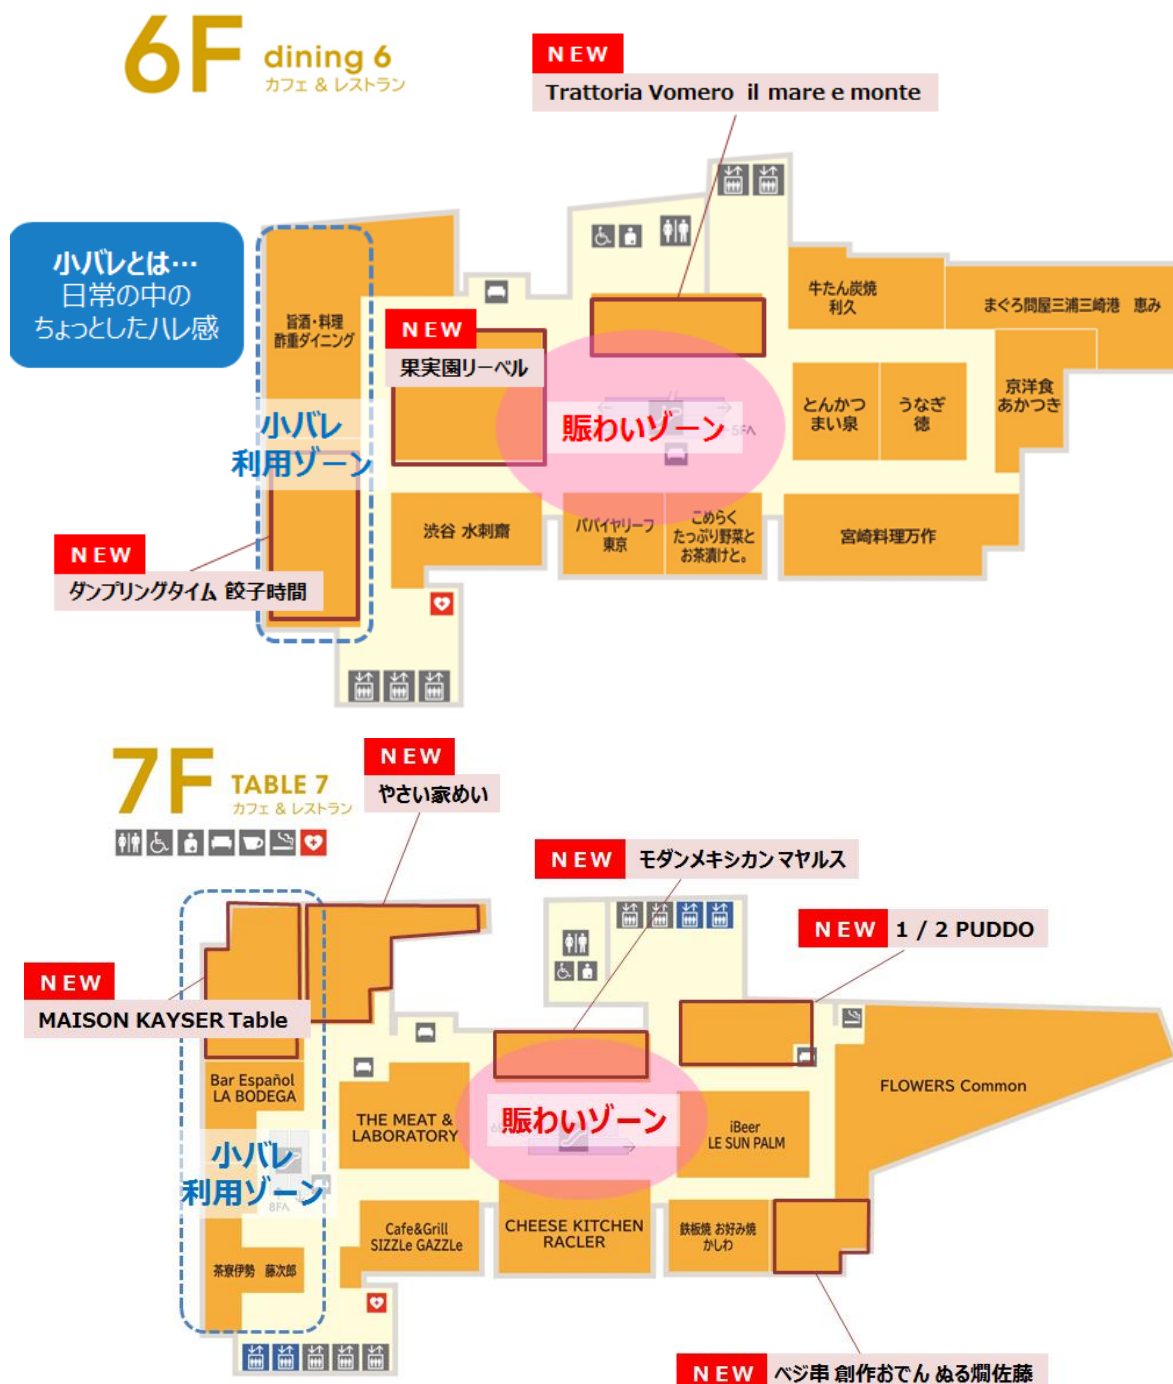 6F dining 6
カフェ & レストラン
NEW
Trattoria Vomero il mare e monte
小バレとは…
日常の中の
ちょっとしたハレ感
旨酒・料理
酢重ダイニング
NEW
果実園リーベル
牛たん炭焼
利久
まぐろ問屋三浦三崎港 恵み
京洋食
あかつき
とんかつ
まい泉
うなぎ
徳
賑わいゾーン
5Fへ
小バレ
利用ゾーン
渋谷 水刺齋
パパイヤリーフ
東京
こめらく
たっぷり野菜と
お茶漬けと。
宮崎料理万作
NEW
ダンプリングタイム 餃子時間
7F TABLE 7
カフェ & レストラン
NEW
やさい家めい
NEW モダンメキシカン マヤルス
NEW 1 / 2 PUDDO
NEW
MAISON KAYSER Table
Bar Español
LA BODEGA
THE MEAT &
LABORATORY
賑わいゾーン
iBeer
LE SUN PALM
FLOWERS Common
小バレ
利用ゾーン
8Fへ
Cafe&Grill
SIZZLe GAZZLe
CHEESE KITCHEN
RACLER
鉄板焼 お好み焼
かしわ
茶寮伊勢 藤次郎
NEW ベジ串 創作おでん ぬる燗佐藤